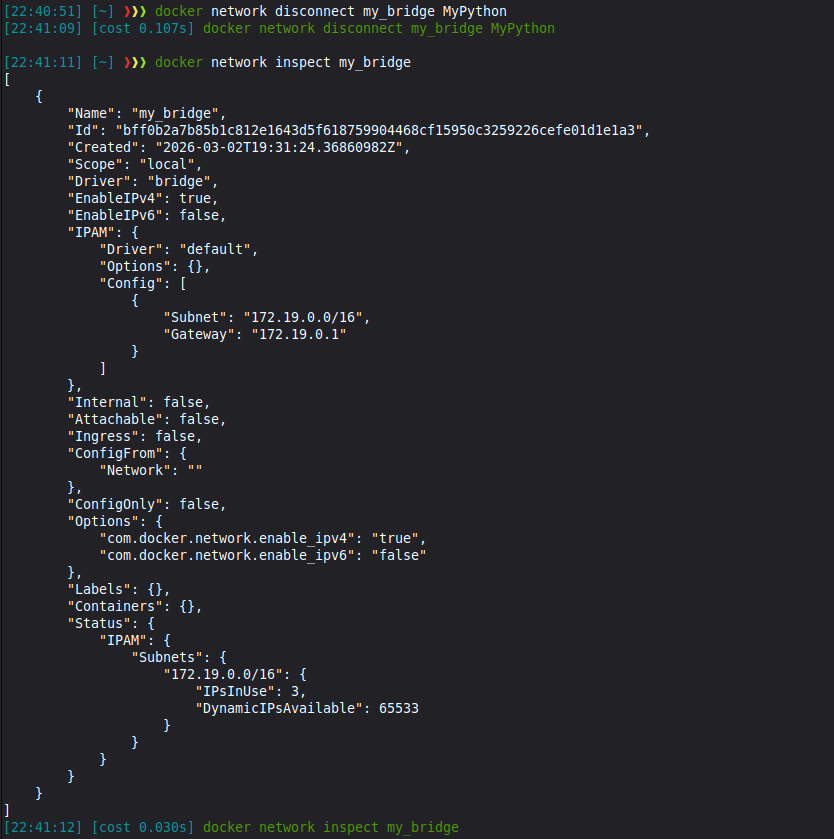 [22:40:51] [~] ❯❯❯ docker network disconnect my_bridge MyPython
[22:41:09] [cost 0.107s] docker network disconnect my_bridge MyPython

[22:41:11] [~] ❯❯❯ docker network inspect my_bridge
[
    {
        "Name": "my_bridge",
        "Id": "bff0b2a7b85b1c812e1643d5f618759904468cf15950c3259226cefe01d1e1a3",
        "Created": "2026-03-02T19:31:24.36860982Z",
        "Scope": "local",
        "Driver": "bridge",
        "EnableIPv4": true,
        "EnableIPv6": false,
        "IPAM": {
            "Driver": "default",
            "Options": {},
            "Config": [
                {
                    "Subnet": "172.19.0.0/16",
                    "Gateway": "172.19.0.1"
                }
            ]
        },
        "Internal": false,
        "Attachable": false,
        "Ingress": false,
        "ConfigFrom": {
            "Network": ""
        },
        "ConfigOnly": false,
        "Options": {
            "com.docker.network.enable_ipv4": "true",
            "com.docker.network.enable_ipv6": "false"
        },
        "Labels": {},
        "Containers": {},
        "Status": {
            "IPAM": {
                "Subnets": {
                    "172.19.0.0/16": {
                        "IPsInUse": 3,
                        "DynamicIPsAvailable": 65533
                    }
                }
            }
        }
    }
]
[22:41:12] [cost 0.030s] docker network inspect my_bridge